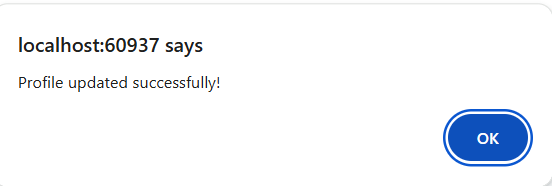 localhost:60937 says
Profile updated successfully!
OK